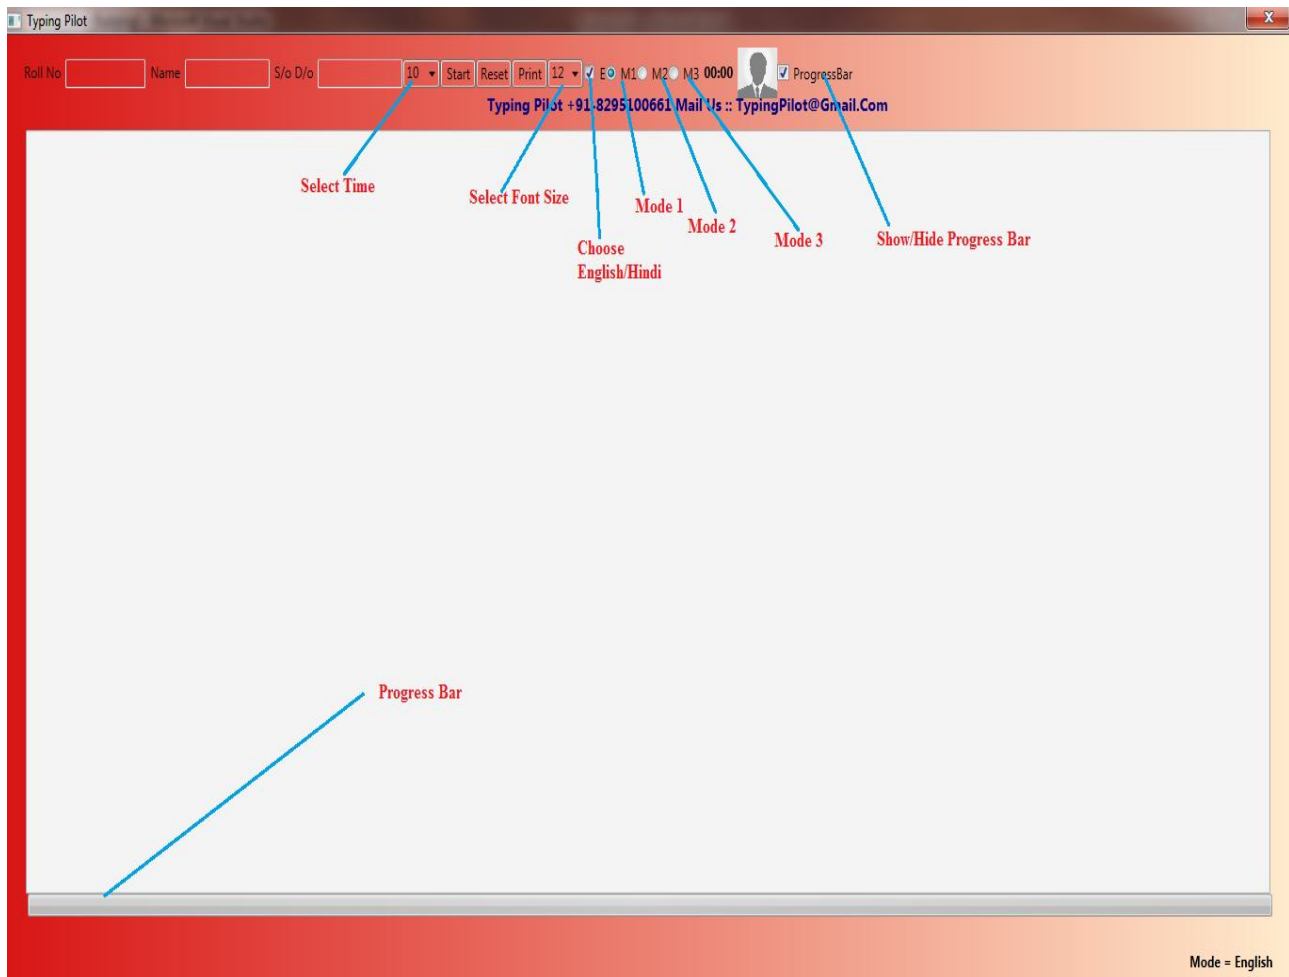 Typing Pilot
Roll No Name S/o D/o 10 Start Reset Print 12 E M1 M2 M3 00:00 ProgressBar
Typing Pilot +91-8295100661 Mail Us :: TypingPilot@Gmail.Com
Select Time
Select Font Size
Mode 1
Mode 2
Mode 3
Show/Hide Progress Bar
Choose
English/Hindi
Progress Bar
Mode = English